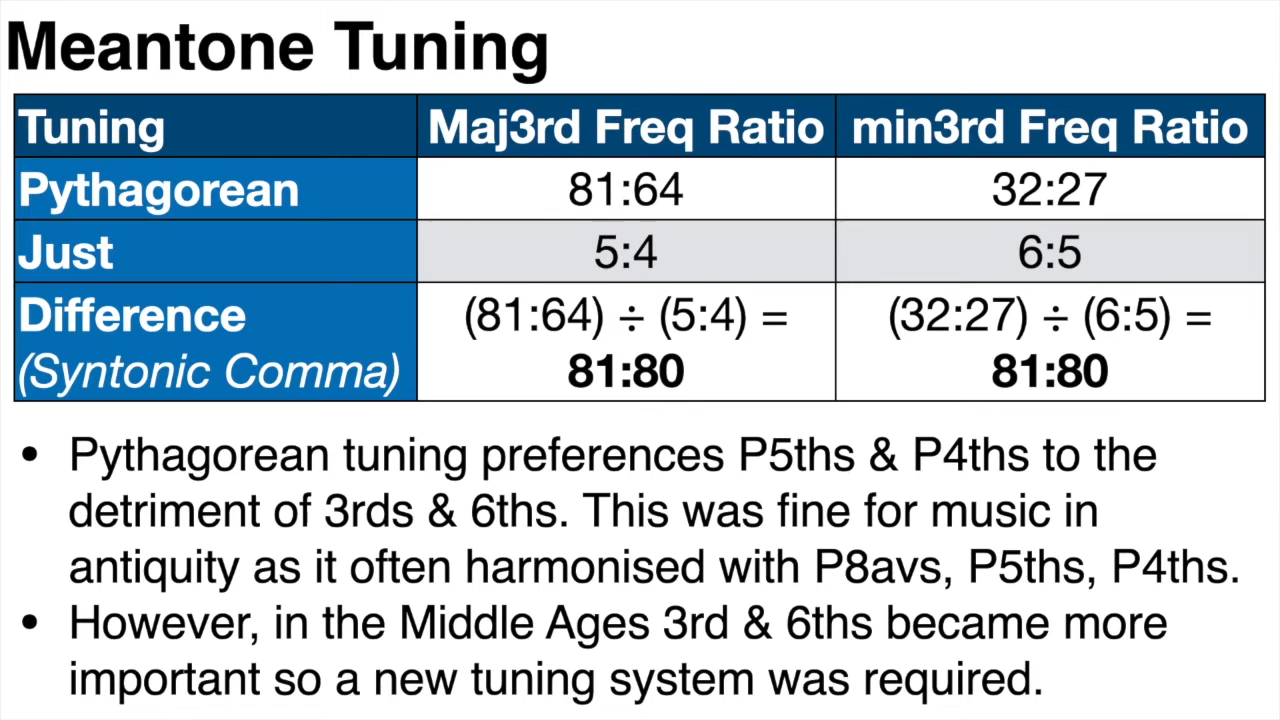 Meantone Tuning
Tuning Maj3rd Freq Ratio min3rd Freq Ratio
Pythagorean 81:64 32:27
Just 5:4 6:5
Difference (81:64) ÷ (5:4) = (32:27) ÷ (6:5) =
(Syntonic Comma) 81:80 81:80
• Pythagorean tuning preferences P5ths & P4ths to the
detriment of 3rds & 6ths. This was fine for music in
antiquity as it often harmonised with P8avs, P5ths, P4ths.
• However, in the Middle Ages 3rd & 6ths became more
important so a new tuning system was required.